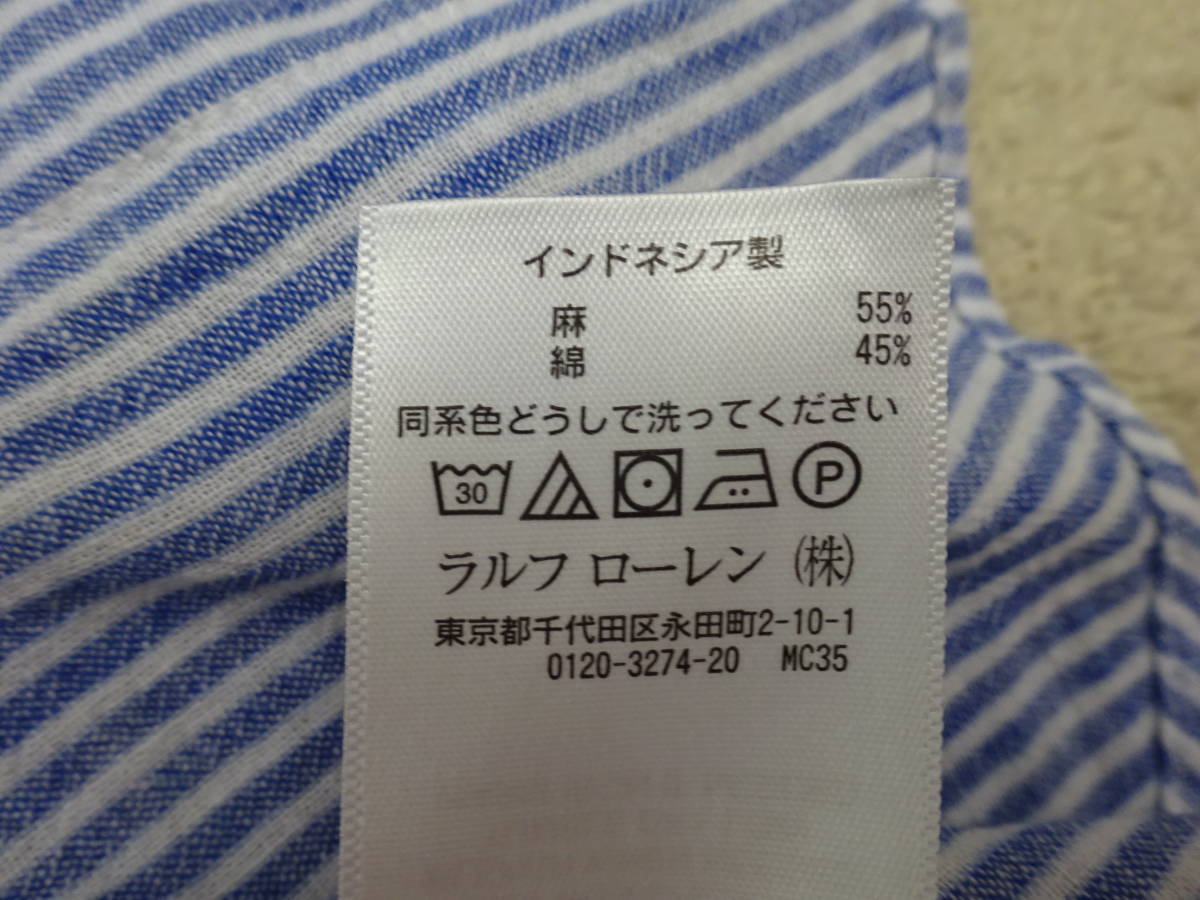 インドネシア製
麻 55%
綿 45%
同系色どうしで洗ってください
30 P
ラルフ ローレン (株)
東京都千代田区永田町2-10-1
0120-3274-20 MC35